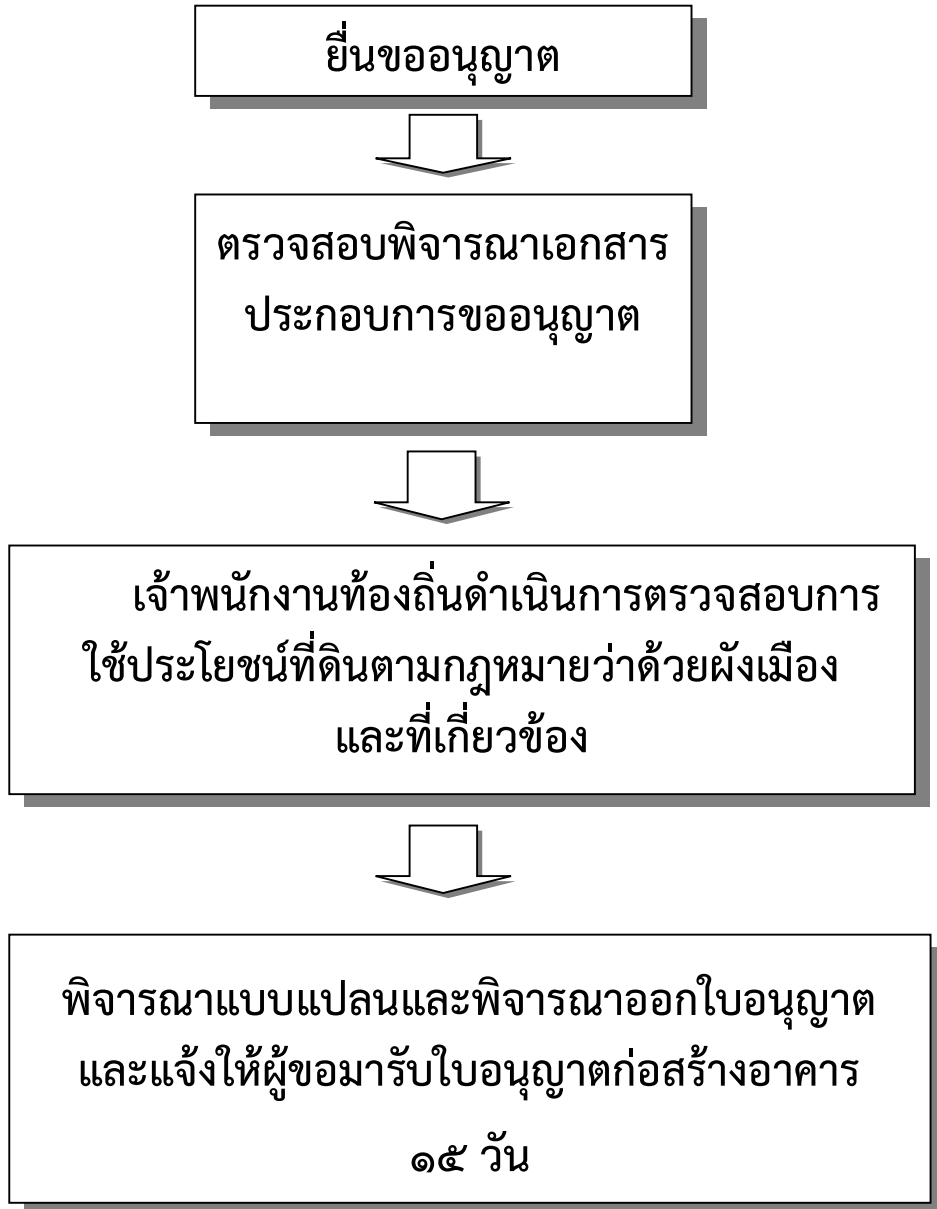 ยื่นขออนุญาต
ตรวจสอบพิจารณาเอกสาร
ประกอบการขออนุญาต
เจ้าพนักงานท้องถิ่นดำเนินการตรวจสอบการ
ใช้ประโยชน์ที่ดินตามกฎหมายว่าด้วยผังเมือง
และที่เกี่ยวข้อง
พิจารณาแบบแปลนและพิจารณาออกใบอนุญาต
และแจ้งให้ผู้ขอมารับใบอนุญาตก่อสร้างอาคาร
๑๕ วัน